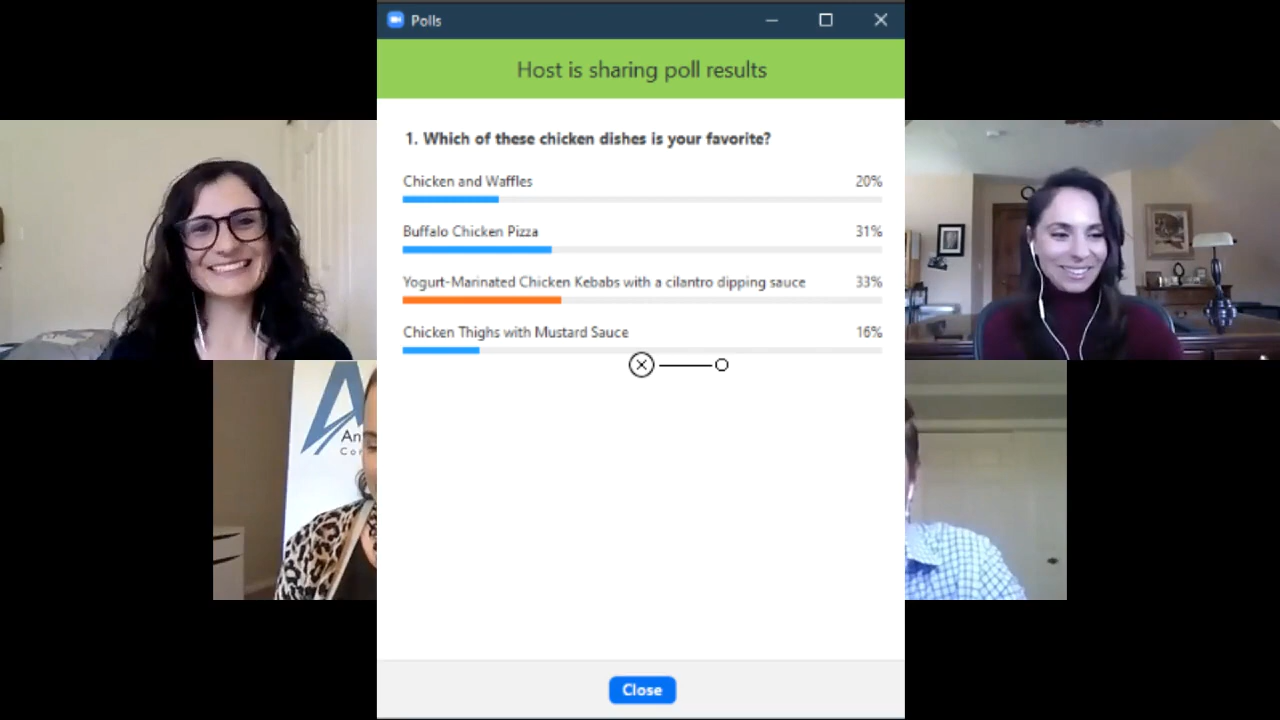 Polls
Host is sharing poll results
1. Which of these chicken dishes is your favorite?
Chicken and Waffles 20%
Buffalo Chicken Pizza 31%
Yogurt-Marinated Chicken Kebabs with a cilantro dipping sauce 33%
Chicken Thighs with Mustard Sauce 16%
An
Co
Close